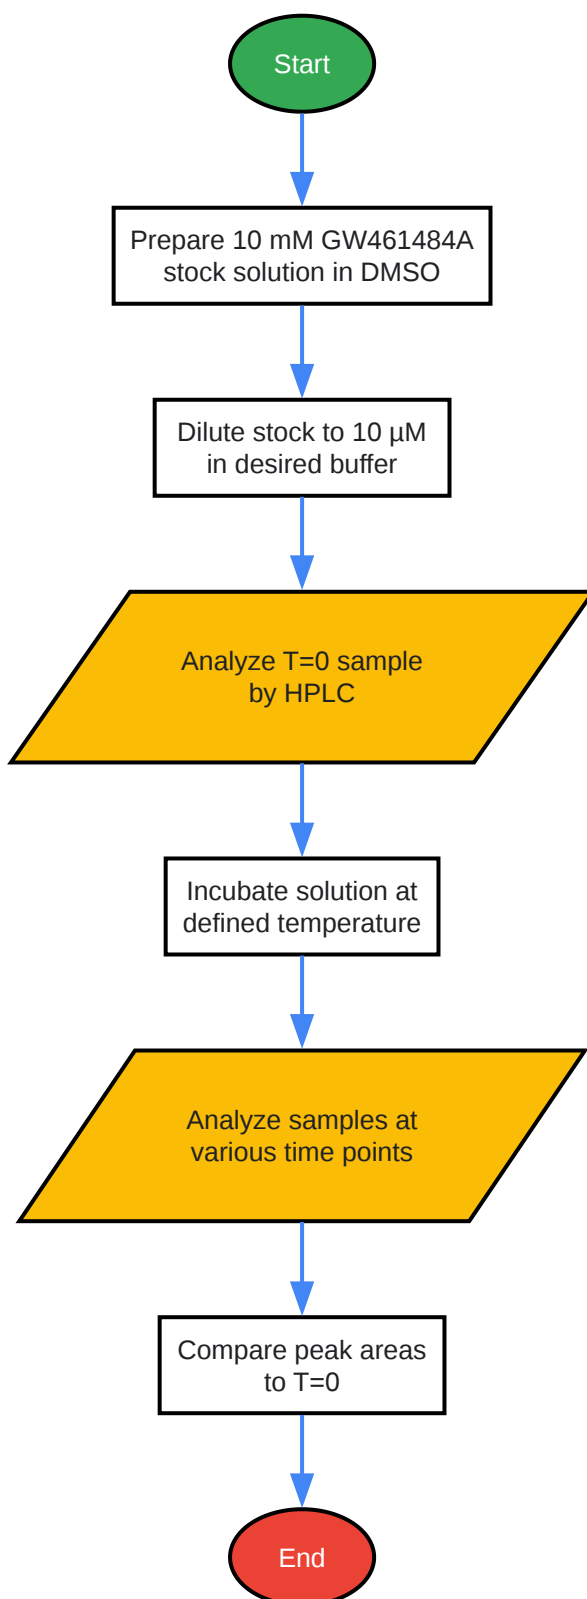 Start
Prepare 10 mM GW461484A
stock solution in DMSO
Dilute stock to 10 µM
in desired buffer
Analyze T=0 sample
by HPLC
Incubate solution at
defined temperature
Analyze samples at
various time points
Compare peak areas
to T=0
End